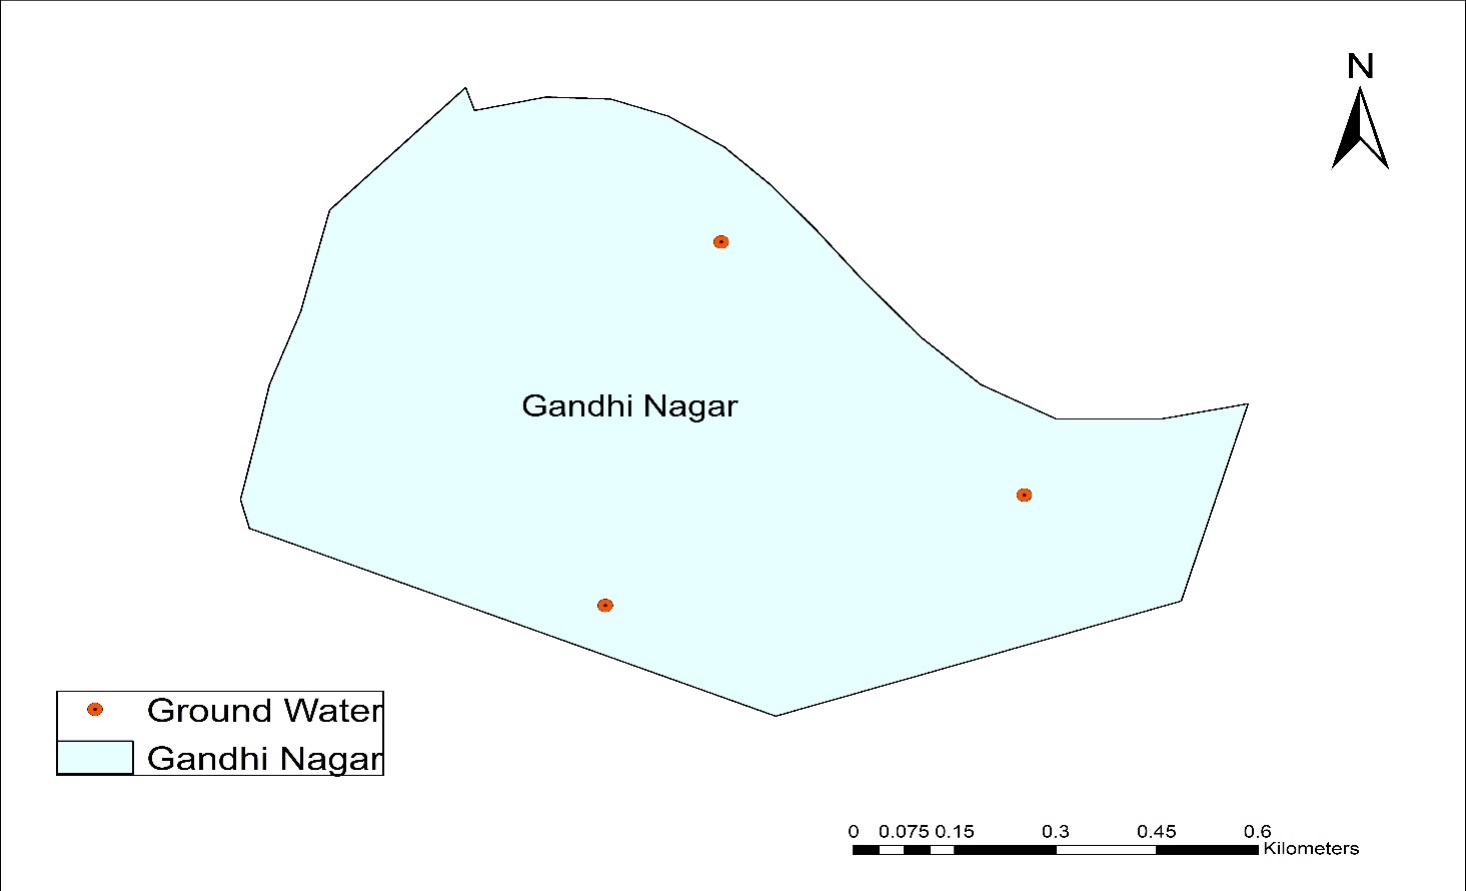 N
Gandhi Nagar
Ground Water
Gandhi Nagar
0 0.075 0.15 0.3 0.45 0.6
Kilometers